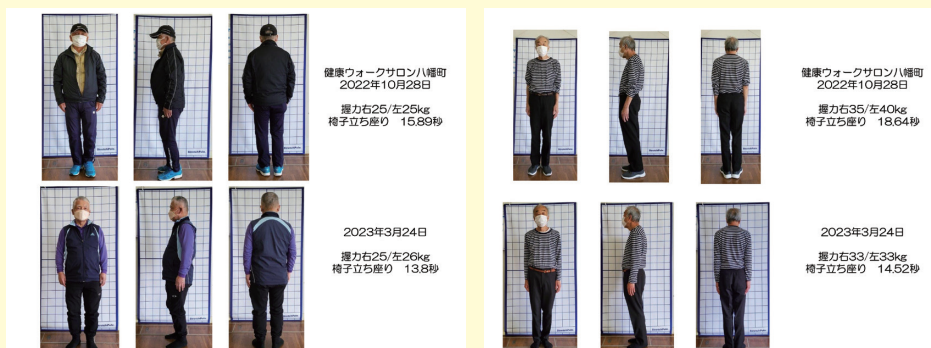 健康ウォークサロン八幡町
2022年10月28日
握力右25/左25kg
椅子立ち座り 15.89秒
2023年3月24日
握力右25/左26kg
椅子立ち座り 13.8秒
健康ウォークサロン八幡町
2022年10月28日
握力右35/左40kg
椅子立ち座り 18.64秒
2023年3月24日
握力右33/左33kg
椅子立ち座り 14.52秒